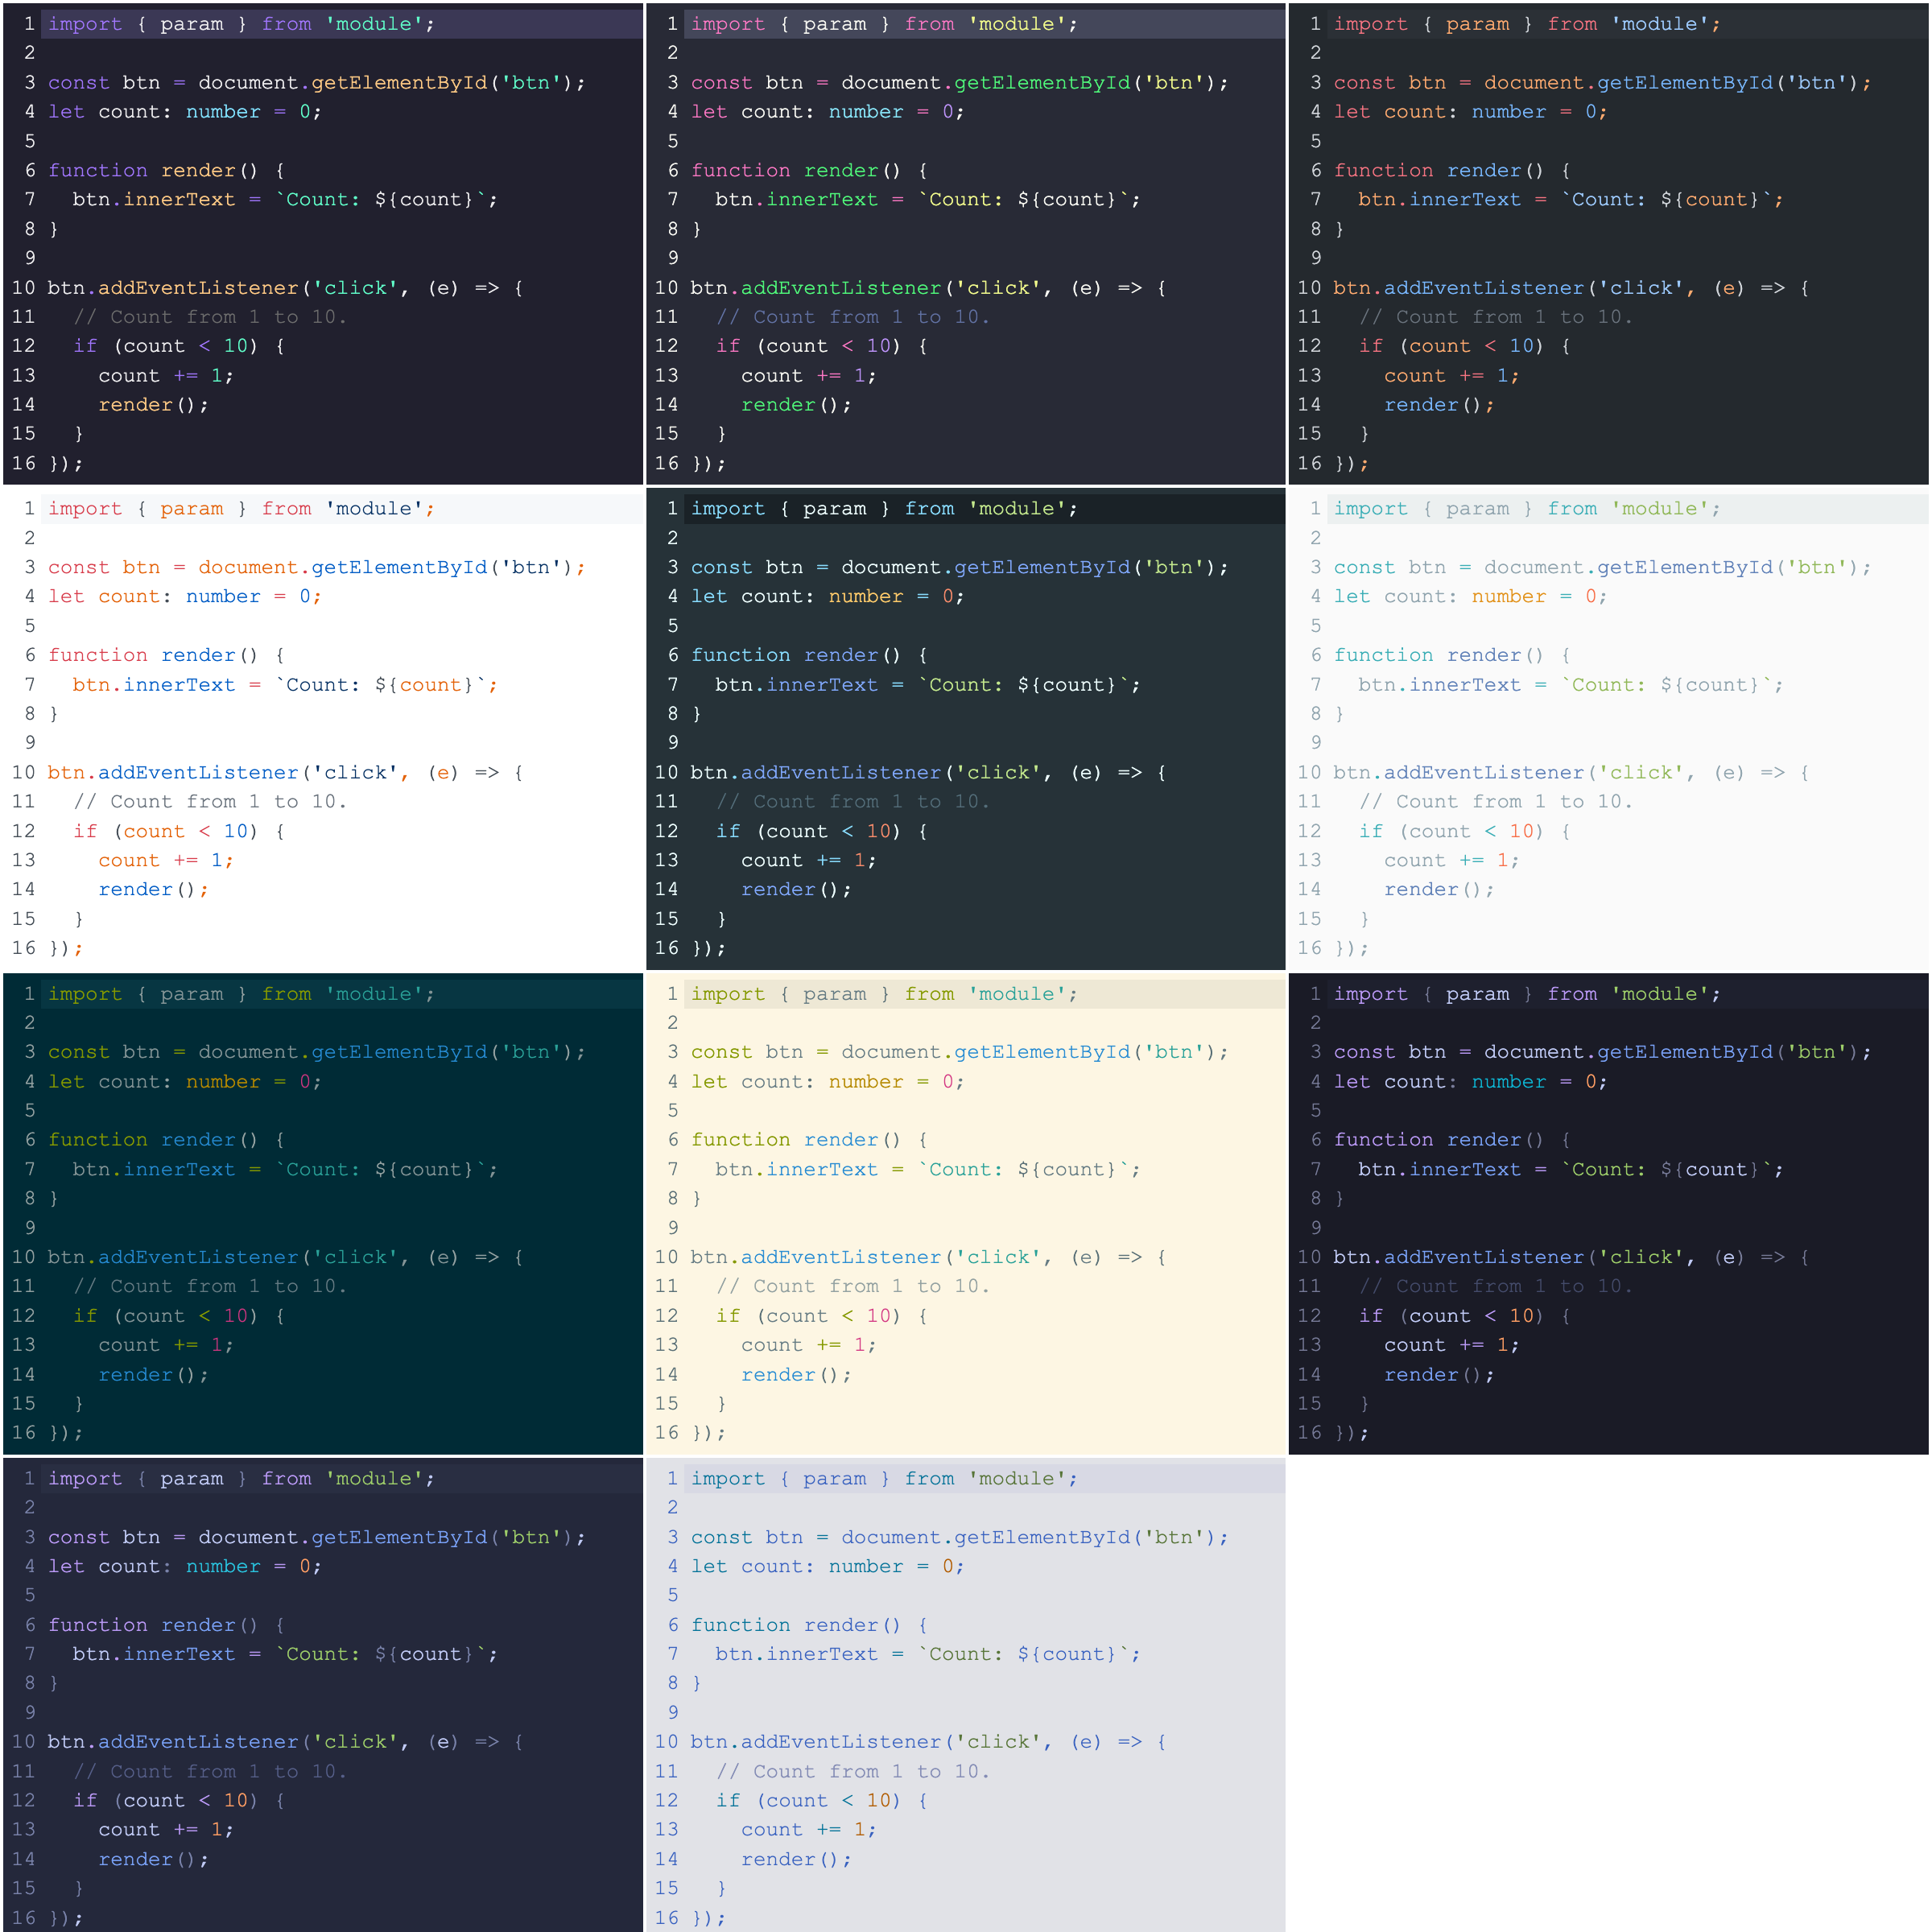 1 import { param } from 'module';
2
3 const btn = document.getElementById('btn');
4 let count: number = 0;
5
6 function render() {
7   btn.innerText = `Count: ${count}`;
8 }
9
10 btn.addEventListener('click', (e) => {
11   // Count from 1 to 10.
12   if (count < 10) {
13     count += 1;
14     render();
15   }
16 });
1 import { param } from 'module';
2
3 const btn = document.getElementById('btn');
4 let count: number = 0;
5
6 function render() {
7   btn.innerText = `Count: ${count}`;
8 }
9
10 btn.addEventListener('click', (e) => {
11   // Count from 1 to 10.
12   if (count < 10) {
13     count += 1;
14     render();
15   }
16 });
1 import { param } from 'module';
2
3 const btn = document.getElementById('btn');
4 let count: number = 0;
5
6 function render() {
7   btn.innerText = `Count: ${count}`;
8 }
9
10 btn.addEventListener('click', (e) => {
11   // Count from 1 to 10.
12   if (count < 10) {
13     count += 1;
14     render();
15   }
16 });
1 import { param } from 'module';
2
3 const btn = document.getElementById('btn');
4 let count: number = 0;
5
6 function render() {
7   btn.innerText = `Count: ${count}`;
8 }
9
10 btn.addEventListener('click', (e) => {
11   // Count from 1 to 10.
12   if (count < 10) {
13     count += 1;
14     render();
15   }
16 });
1 import { param } from 'module';
2
3 const btn = document.getElementById('btn');
4 let count: number = 0;
5
6 function render() {
7   btn.innerText = `Count: ${count}`;
8 }
9
10 btn.addEventListener('click', (e) => {
11   // Count from 1 to 10.
12   if (count < 10) {
13     count += 1;
14     render();
15   }
16 });
1 import { param } from 'module';
2
3 const btn = document.getElementById('btn');
4 let count: number = 0;
5
6 function render() {
7   btn.innerText = `Count: ${count}`;
8 }
9
10 btn.addEventListener('click', (e) => {
11   // Count from 1 to 10.
12   if (count < 10) {
13     count += 1;
14     render();
15   }
16 });
1 import { param } from 'module';
2
3 const btn = document.getElementById('btn');
4 let count: number = 0;
5
6 function render() {
7   btn.innerText = `Count: ${count}`;
8 }
9
10 btn.addEventListener('click', (e) => {
11   // Count from 1 to 10.
12   if (count < 10) {
13     count += 1;
14     render();
15   }
16 });
1 import { param } from 'module';
2
3 const btn = document.getElementById('btn');
4 let count: number = 0;
5
6 function render() {
7   btn.innerText = `Count: ${count}`;
8 }
9
10 btn.addEventListener('click', (e) => {
11   // Count from 1 to 10.
12   if (count < 10) {
13     count += 1;
14     render();
15   }
16 });
1 import { param } from 'module';
2
3 const btn = document.getElementById('btn');
4 let count: number = 0;
5
6 function render() {
7   btn.innerText = `Count: ${count}`;
8 }
9
10 btn.addEventListener('click', (e) => {
11   // Count from 1 to 10.
12   if (count < 10) {
13     count += 1;
14     render();
15   }
16 });
1 import { param } from 'module';
2
3 const btn = document.getElementById('btn');
4 let count: number = 0;
5
6 function render() {
7   btn.innerText = `Count: ${count}`;
8 }
9
10 btn.addEventListener('click', (e) => {
11   // Count from 1 to 10.
12   if (count < 10) {
13     count += 1;
14     render();
15   }
16 });
1 import { param } from 'module';
2
3 const btn = document.getElementById('btn');
4 let count: number = 0;
5
6 function render() {
7   btn.innerText = `Count: ${count}`;
8 }
9
10 btn.addEventListener('click', (e) => {
11   // Count from 1 to 10.
12   if (count < 10) {
13     count += 1;
14     render();
15   }
16 });